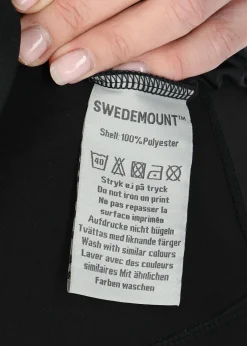 SWEDEMOUNT™
Shell: 100% Polyester
40
Stryk ej på tryck
Do not iron on print
Ne pas repasser la
surface imprimée
Aufdrucke nicht bügeln
Tvättas med liknande färger
Wash with similar colours
Laver avec des couleurs
similaires Mit ähnlichen
Farben waschen